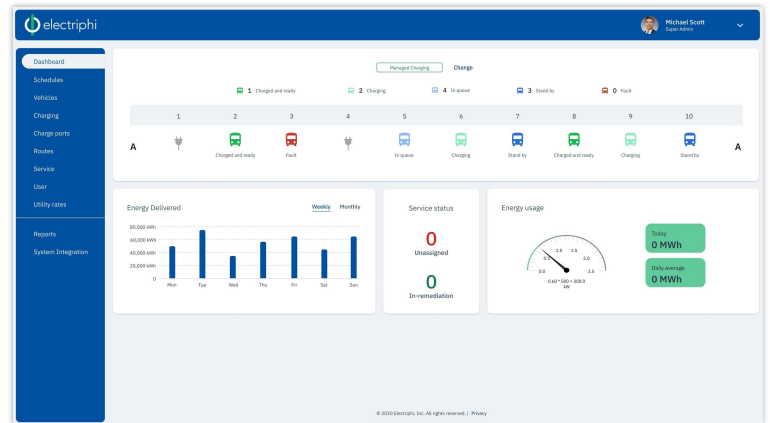 electriphi
Michael Scott
Super Admin
Dashboard
Schedules
Vehicles
Charging
Charge ports
Routes
Service
User
Utility rates
Reports
System Integration
Managed Charging Change
1 Charged and ready 2 Charging 4 In queue 3 Stand by 0 Fault
1 2 3 4 5 6 7 8 9 10
A A
Charged and ready Fault In queue Charging Stand by Charged and ready Charging Stand by
Energy Delivered Weekly Monthly
80,000 kWh
60,000 kWh
40,000 kWh
20,000 kWh
0
Mon Tue Wed Thu Fri Sat Sun
Service status
0
Unassigned
0
In-remediation
Energy usage
1.0 1.5
0.5 2.0
0.0 2.5
0.60 * 500 = 300.0
kW
Today
0 MWh
Daily average
0 MWh
© 2020 Electriphi, Inc. All rights reserved. | Privacy